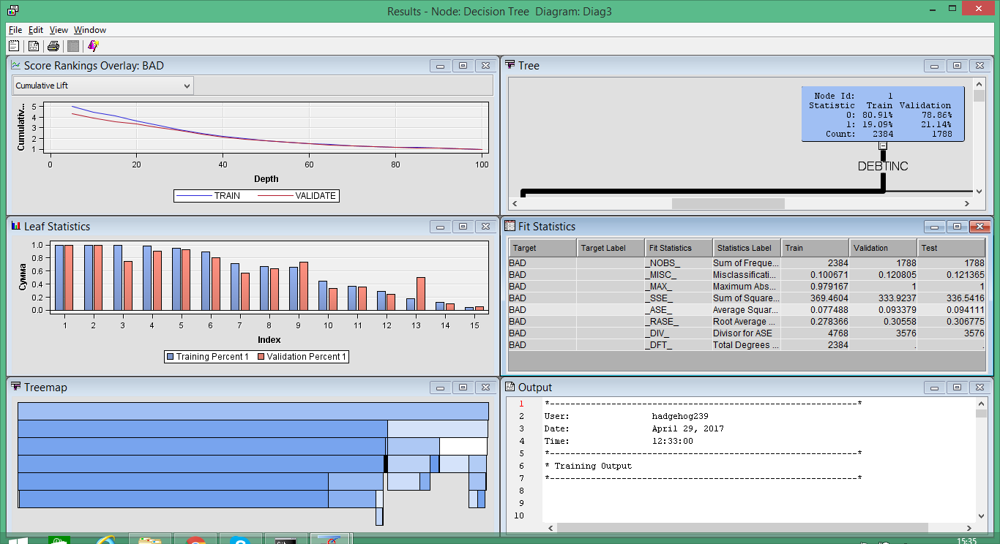 Results - Node: Decision Tree Diagram: Diag3
File Edit View Window
Score Rankings Overlay: BAD
Cumulative Lift
Cumulativ...
5
4
3
2
1
0 20 40 60 80 100
Depth
TRAIN VALIDATE
Tree
Node Id: 1
Statistic Train Validation
0: 80.91% 78.86%
1: 19.09% 21.14%
Count: 2384 1788
DEBTINC
Leaf Statistics
Сумма
1.0
0.8
0.6
0.4
0.2
0.0
1 2 3 4 5 6 7 8 9 10 11 12 13 14 15
Index
Training Percent 1 Validation Percent 1
Fit Statistics
Target Target Label Fit Statistics Statistics Label Train Validation Test
BAD _NOBS_ Sum of Freque... 2384 1788 1788
BAD _MISC_ Misclassificati... 0.100671 0.120805 0.121365
BAD _MAX_ Maximum Abs... 0.979167 1 1
BAD _SSE_ Sum of Square... 369.4604 333.9237 336.5416
BAD _ASE_ Average Squar... 0.077488 0.093379 0.094111
BAD _RASE_ Root Average ... 0.278366 0.30558 0.306775
BAD _DIV_ Divisor for ASE 4768 3576 3576
BAD _DFT_ Total Degrees ... 2384 . .
Treemap
Output
1 *------------------------------------------------------------*
2 User: hadgehog239
3 Date: April 29, 2017
4 Time: 12:33:00
5 *------------------------------------------------------------*
6 * Training Output
7 *------------------------------------------------------------*
8
9
10
15:35